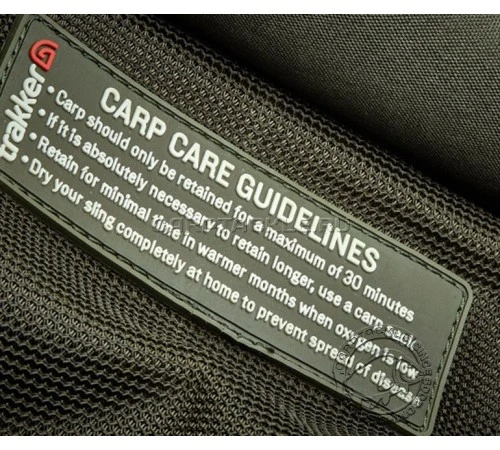 trakker
CARP CARE GUIDELINES
• Carp should only be retained for a maximum of 30 minutes
• If it is absolutely necessary to retain longer, use a carp sack
• Retain for minimal time in warmer months when oxygen is low
• Dry your sling completely at home to prevent spread of disease
CARPTACKLE.RU